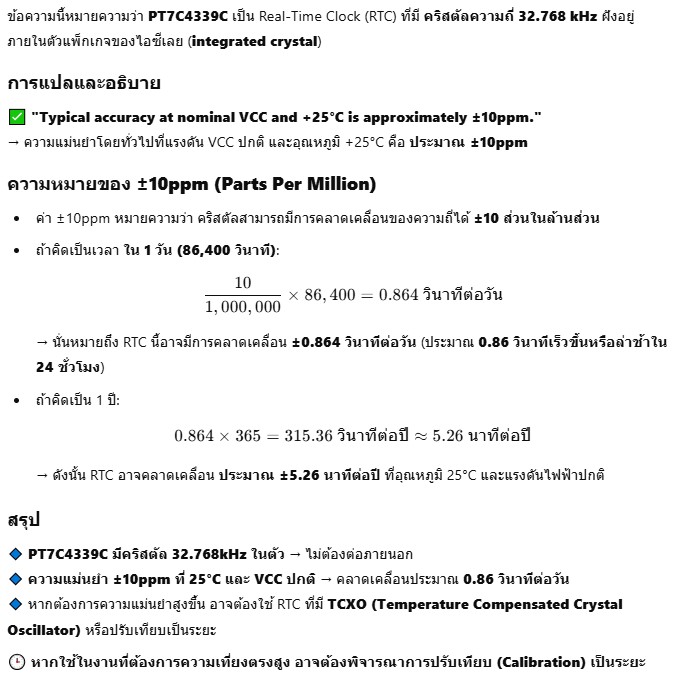 ข้อความนี้หมายความว่า PT7C4339C เป็น Real-Time Clock (RTC) ที่มี คริสตัลความถี่ 32.768 kHz ฝังอยู่
ภายในตัวแพ็กเกจของไอซีเลย (integrated crystal)
การแปลและอธิบาย
✅ "Typical accuracy at nominal VCC and +25°C is approximately ±10ppm."
→ ความแม่นยำโดยทั่วไปที่แรงดัน VCC ปกติ และอุณหภูมิ +25°C คือ ประมาณ ±10ppm
ความหมายของ ±10ppm (Parts Per Million)
• ค่า ±10ppm หมายความว่า คริสตัลสามารถมีการคลาดเคลื่อนของความถี่ได้ ±10 ส่วนในล้านส่วน
• ถ้าคิดเป็นเวลา ใน 1 วัน (86,400 วินาที):
10
1,000,000 × 86,400 = 0.864 วินาทีต่อวัน
→ นั่นหมายถึง RTC นี้อาจมีการคลาดเคลื่อน ±0.864 วินาทีต่อวัน (ประมาณ 0.86 วินาทีเร็วขึ้นหรือล่าช้าใน
24 ชั่วโมง)
• ถ้าคิดเป็น 1 ปี:
0.864 × 365 = 315.36 วินาทีต่อปี ≈ 5.26 นาทีต่อปี
→ ดังนั้น RTC อาจคลาดเคลื่อน ประมาณ ±5.26 นาทีต่อปี ที่อุณหภูมิ 25°C และแรงดันไฟฟ้าปกติ
สรุป
🔹 PT7C4339C มีคริสตัล 32.768kHz ในตัว → ไม่ต้องต่อภายนอก
🔹 ความแม่นยำ ±10ppm ที่ 25°C และ VCC ปกติ → คลาดเคลื่อนประมาณ 0.86 วินาทีต่อวัน
🔹 หากต้องการความแม่นยำสูงขึ้น อาจต้องใช้ RTC ที่มี TCXO (Temperature Compensated Crystal
Oscillator) หรือปรับเทียบเป็นระยะ
🕒 หากใช้ในงานที่ต้องการความเที่ยงตรงสูง อาจต้องพิจารณาการปรับเทียบ (Calibration) เป็นระยะ